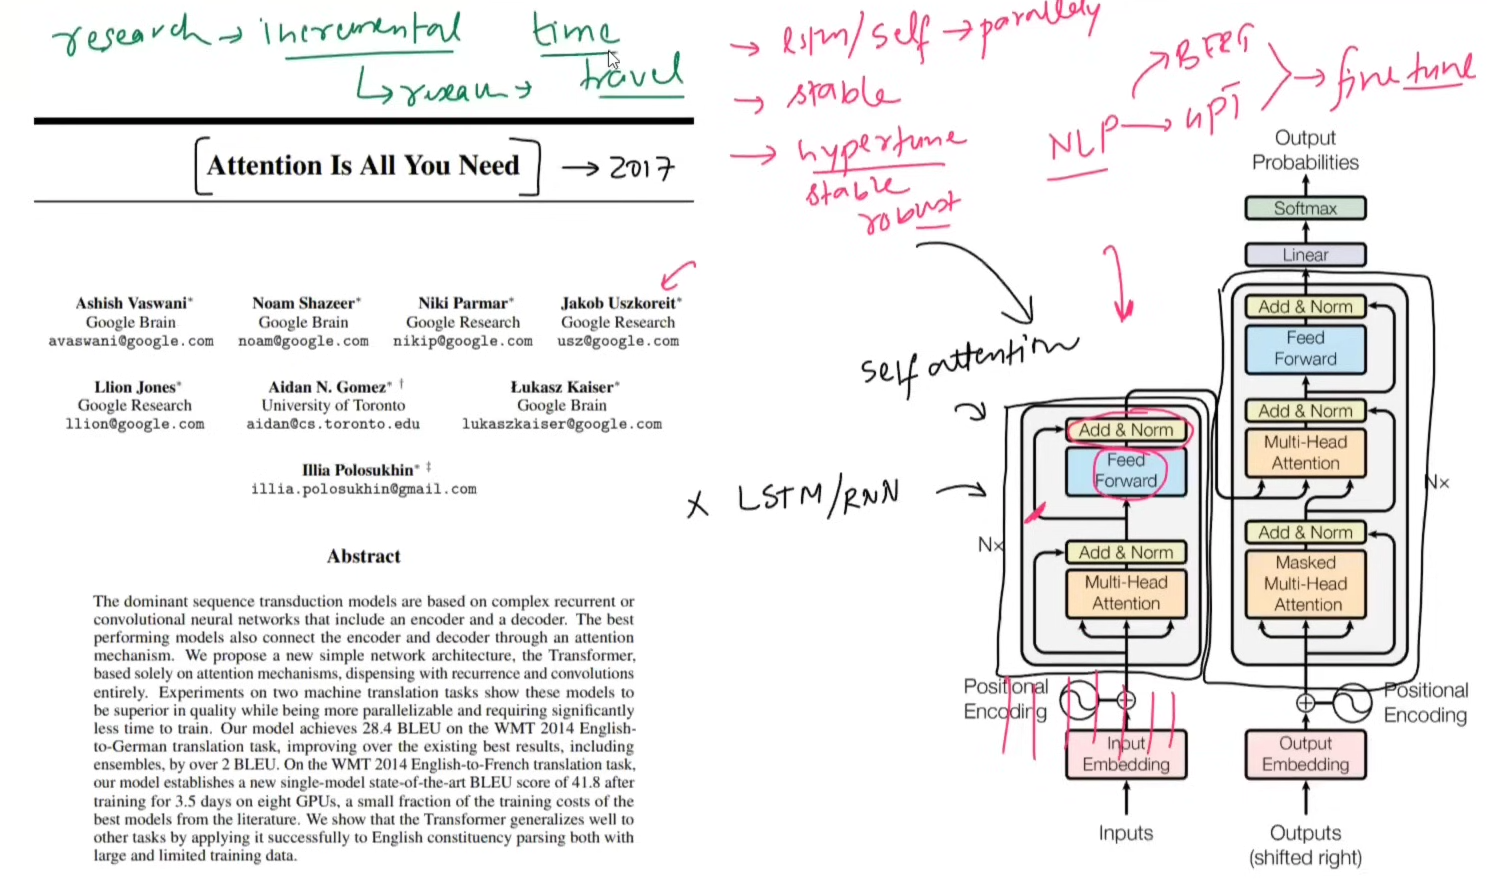 research → incremental
↳ resean →
time
travel
→ lstm/self → parallely
→ stable
→ hypertune
stable
robust
NLP → BERT
→ GPT
→ fine tune
[Attention Is All You Need] → 2017
Ashish Vaswani*
Google Brain
avaswani@google.com
Noam Shazeer*
Google Brain
noam@google.com
Niki Parmar*
Google Research
nikip@google.com
Jakob Uszkoreit*
Google Research
usz@google.com
Llion Jones*
Google Research
llion@google.com
Aidan N. Gomez* †
University of Toronto
aidan@cs.toronto.edu
Łukasz Kaiser*
Google Brain
lukaszkaiser@google.com
Illia Polosukhin* ‡
illia.polosukhin@gmail.com
Abstract
The dominant sequence transduction models are based on complex recurrent or
convolutional neural networks that include an encoder and a decoder. The best
performing models also connect the encoder and decoder through an attention
mechanism. We propose a new simple network architecture, the Transformer,
based solely on attention mechanisms, dispensing with recurrence and convolutions
entirely. Experiments on two machine translation tasks show these models to
be superior in quality while being more parallelizable and requiring significantly
less time to train. Our model achieves 28.4 BLEU on the WMT 2014 English-
to-German translation task, improving over the existing best results, including
ensembles, by over 2 BLEU. On the WMT 2014 English-to-French translation task,
our model establishes a new single-model state-of-the-art BLEU score of 41.8 after
training for 3.5 days on eight GPUs, a small fraction of the training costs of the
best models from the literature. We show that the Transformer generalizes well to
other tasks by applying it successfully to English constituency parsing both with
large and limited training data.
self attention
x LSTM/RNN →
Output
Probabilities
Softmax
Linear
Add & Norm
Feed
Forward
Add & Norm
Multi-Head
Attention
Nx
Add & Norm
Masked
Multi-Head
Attention
Positional
Encoding
Output
Embedding
Outputs
(shifted right)
Add & Norm
Feed
Forward
Nx
Add & Norm
Multi-Head
Attention
Positional
Encoding
Input
Embedding
Inputs